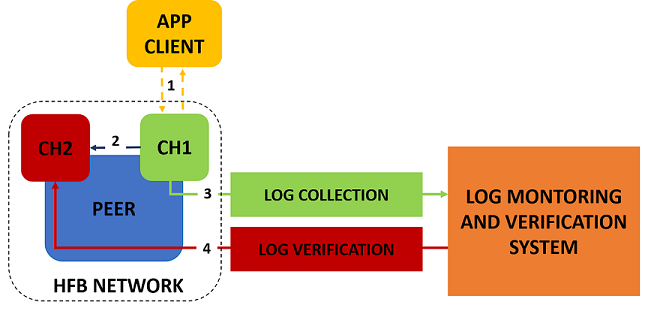 APP
CLIENT
1
CH2
2
CH1
PEER
3
LOG COLLECTION
4
LOG VERIFICATION
LOG MONTORING
AND VERIFICATION
SYSTEM
HFB NETWORK